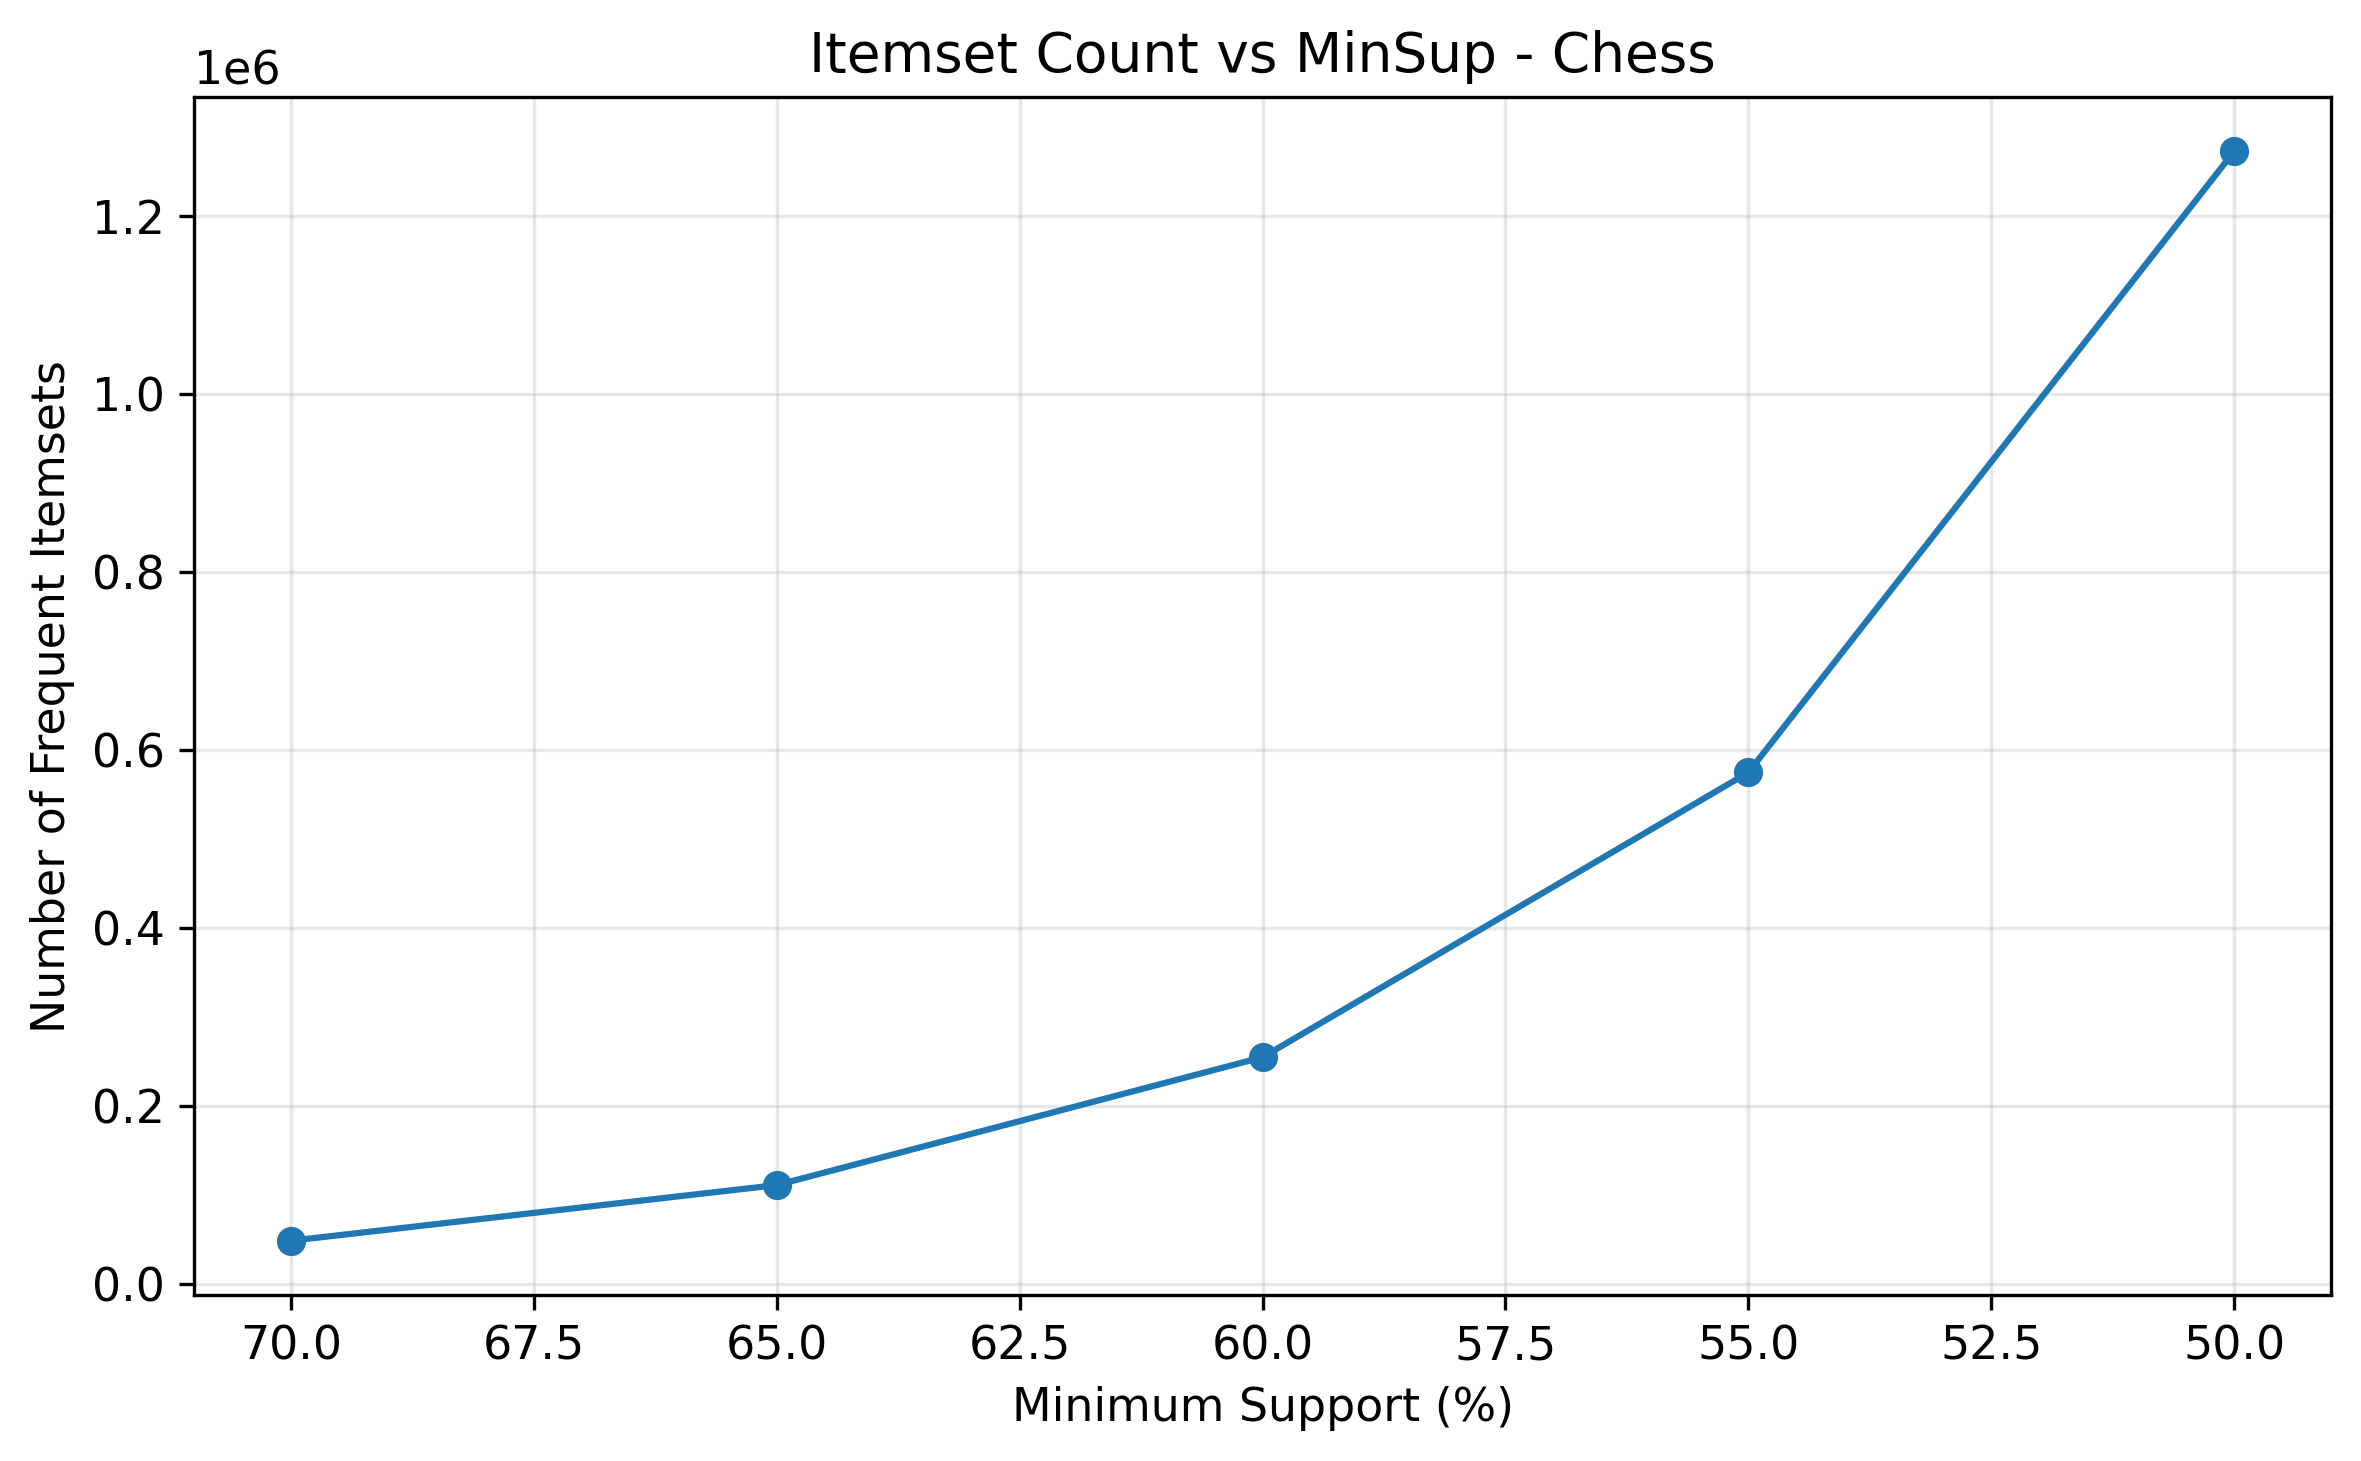 Itemset Count vs MinSup - Chess
1e6
1.2
1.0
0.8
0.6
0.4
0.2
0.0
Number of Frequent Itemsets
70.0 67.5 65.0 62.5 60.0 57.5 55.0 52.5 50.0
Minimum Support (%)